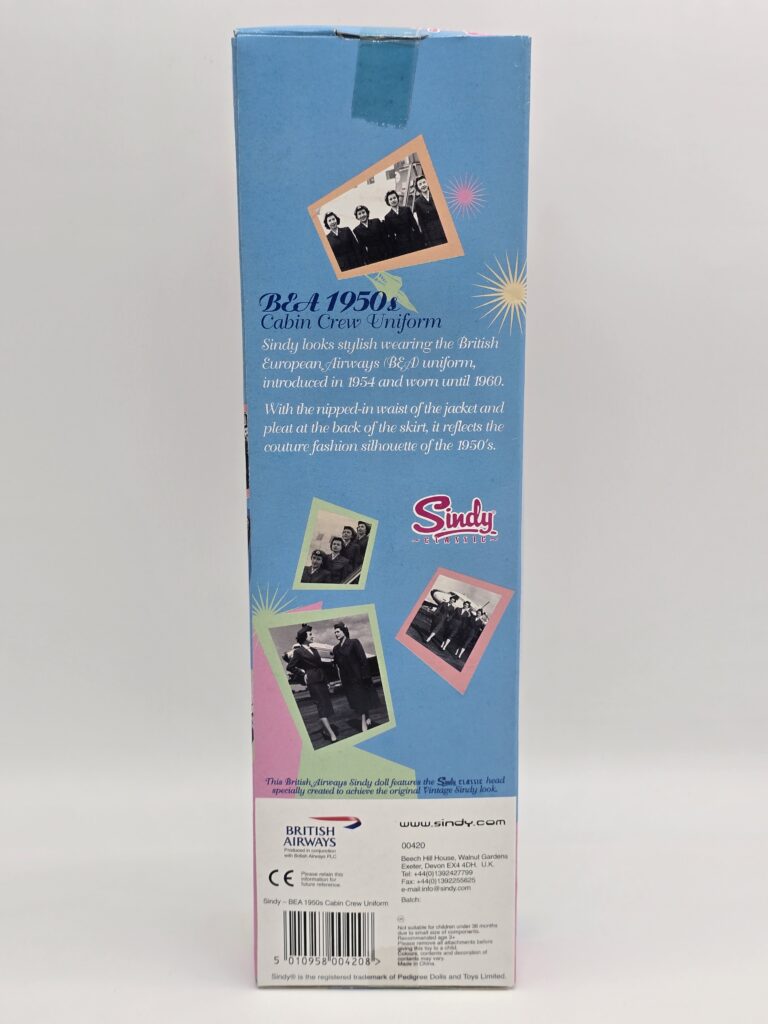 BEA 1950s
Cabin Crew Uniform
Sindy looks stylish wearing the British
European Airways (BEA) uniform,
introduced in 1954 and worn until 1960.
With the nipped-in waist of the jacket and
pleat at the back of the skirt, it reflects the
couture fashion silhouette of the 1950's.
Sindy®
~CLASSIC~
This British Airways Sindy doll features the Sindy CLASSIC head
specially created to achieve the original Vintage Sindy look.
BRITISH
AIRWAYS
Produced in conjunction
with British Airways PLC
CE
Please retain this
information for
future reference.
Sindy – BEA 1950s Cabin Crew Uniform
5 010958 004208 >
www.sindy.com
00420
Beech Hill House, Walnut Gardens
Exeter, Devon EX4 4DH, U.K.
Tel: +44(0)1392427799
Fax: +44(0)1392255625
e-mail:info@sindy.com
Batch:
Not suitable for children under 36 months
due to small size of components.
Recommended age 3+
Please remove all attachments before
giving this toy to a child.
Colours, contents and decoration of
contents may vary.
Made in China
Sindy® is the registered trademark of Pedigree Dolls and Toys Limited.